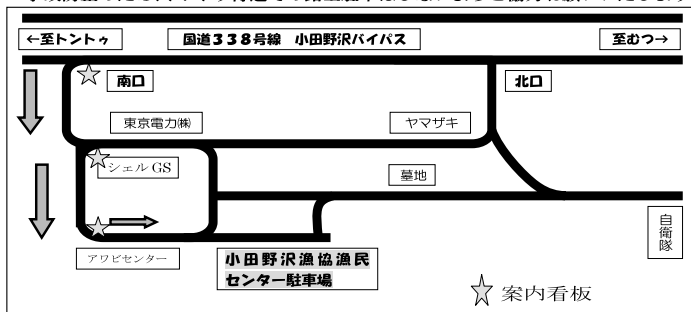 ←至トントゥ
国道３３８号線　小田野沢バイパス
至むつ→
南口
北口
東京電力㈱
ヤマザキ
シェルGS
墓地
自衛隊
アワビセンター
小田野沢漁協漁民
センター駐車場
案内看板